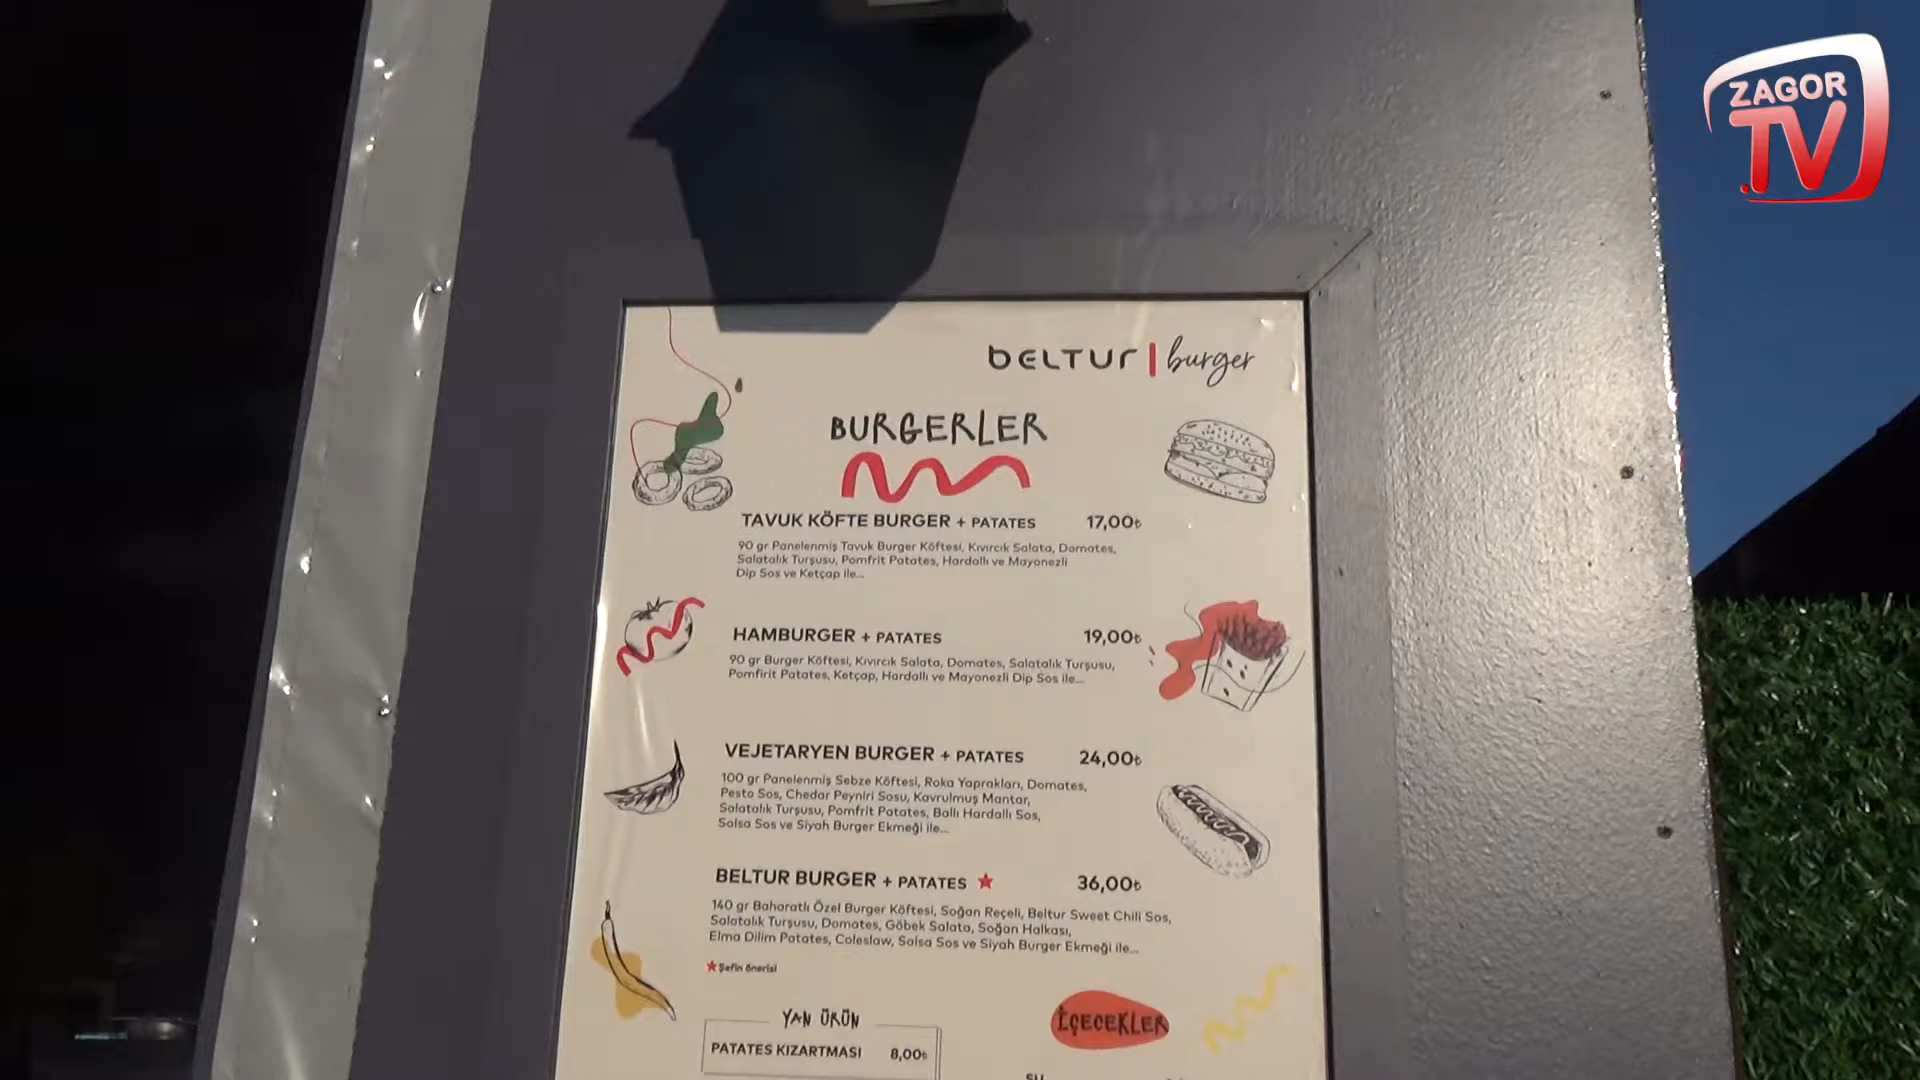 ZAGOR
TV
BELTUR | burger
BURGERLER
TAVUK KÖFTE BURGER + PATATES 17,00₺
90 gr Panelenmiş Tavuk Burger Köftesi, Kıvırcık Salata, Domates,
Salatalık Turşusu, Pomfrit Patates, Hardallı ve Mayonezli
Dip Sos ve Ketçap ile...
HAMBURGER + PATATES 19,00₺
90 gr Burger Köftesi, Kıvırcık Salata, Domates, Salatalık Turşusu,
Pomfirit Patates, Ketçap, Hardallı ve Mayonezli Dip Sos ile...
VEJETARYEN BURGER + PATATES 24,00₺
100 gr Panelenmiş Sebze Köftesi, Roka Yaprakları, Domates,
Pesto Sos, Chedar Peyniri Sosu, Kavrulmuş Mantar,
Salatalık Turşusu, Pomfrit Patates, Ballı Hardallı Sos,
Salsa Sos ve Siyah Burger Ekmeği ile...
BELTUR BURGER + PATATES ★ 36,00₺
140 gr Baharatlı Özel Burger Köftesi, Soğan Reçeli, Beltur Sweet Chili Sos,
Salatalık Turşusu, Domates, Göbek Salata, Soğan Halkası,
Elma Dilim Patates, Coleslaw, Salsa Sos ve Siyah Burger Ekmeği ile...
★ Şefin önerisi
YAN ÜRÜN
PATATES KIZARTMASI 8,00₺
İÇECEKLER
SU